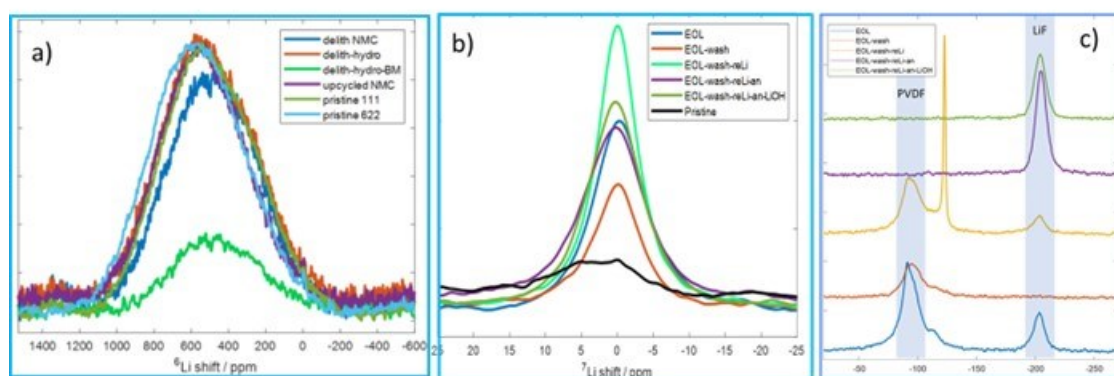 a)
delith NMC
delith-hydro
delith-hydro-BM
upcycled NMC
pristine 111
pristine 622
1400 1200 1000 800 600 400 200 0 -200 -400 -600
⁶Li shift / ppm
b)
EOL
EOL-wash
EOL-wash-reLi
EOL-wash-reLi-an
EOL-wash-reLi-an-LiOH
Pristine
25 20 15 10 5 0 -5 -10 -15 -20 -25
⁷Li shift / ppm
c)
EOL
EOL-wash
EOL-wash-reLi
EOL-wash-reLi-an
EOL-wash-reLi-an-LiOH
LiF
PVDF
-50 -100 -150 -200 -250